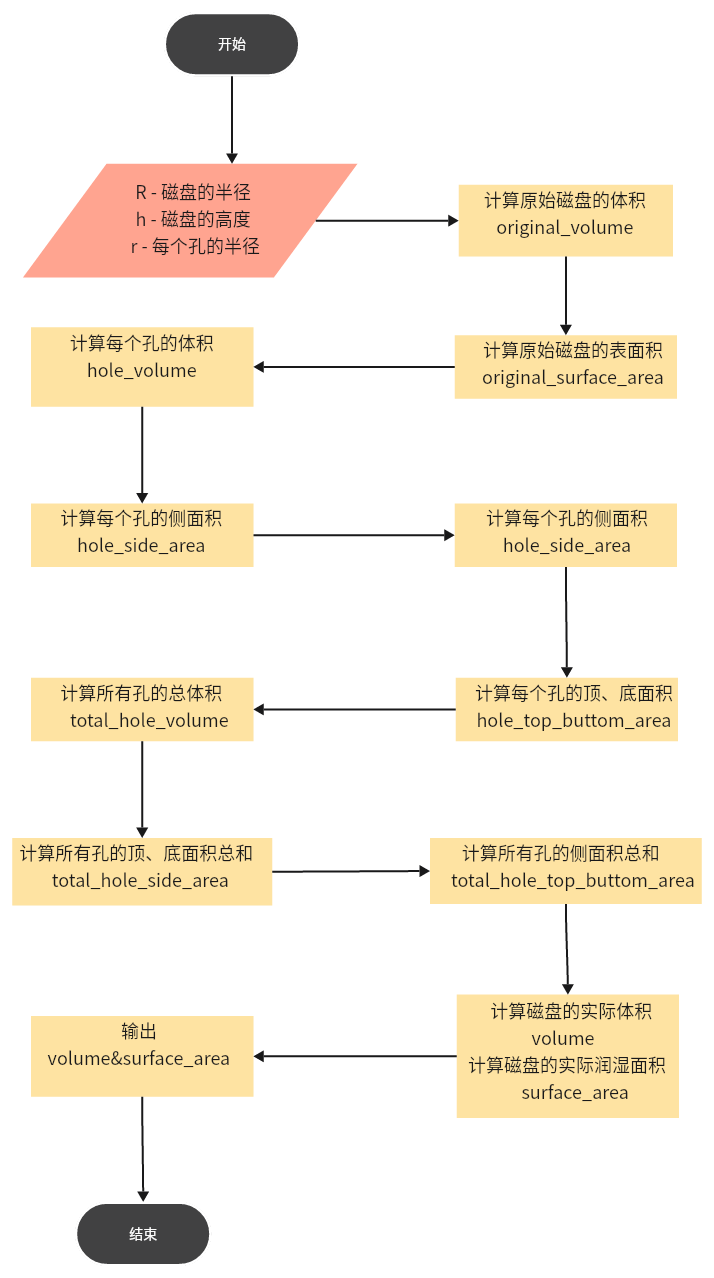 开始
R - 磁盘的半径
h - 磁盘的高度
r - 每个孔的半径
计算原始磁盘的体积
original_volume
计算原始磁盘的表面积
original_surface_area
计算每个孔的体积
hole_volume
计算每个孔的侧面积
hole_side_area
计算每个孔的侧面积
hole_side_area
计算每个孔的顶、底面积
hole_top_buttom_area
计算所有孔的总体积
total_hole_volume
计算所有孔的顶、底面积总和
total_hole_side_area
计算所有孔的侧面积总和
total_hole_top_buttom_area
计算磁盘的实际体积
volume
计算磁盘的实际润湿面积
surface_area
输出
volume&surface_area
结束